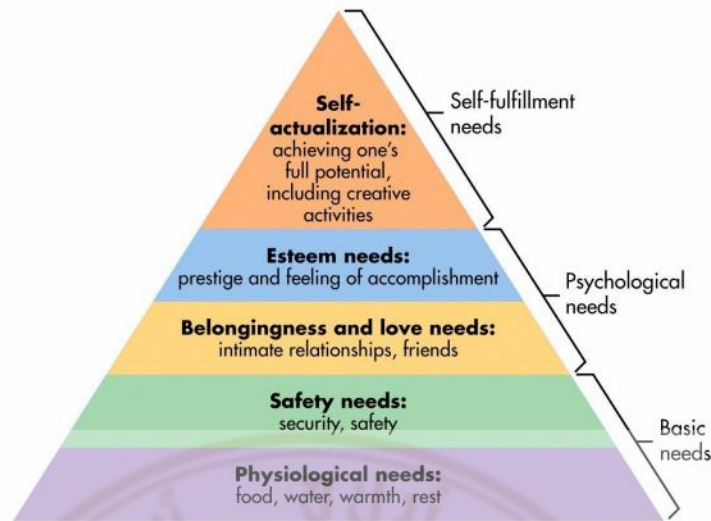 Self-
actualization:
achieving one's
full potential,
including creative
activities
Self-fulfillment
needs
Esteem needs:
prestige and feeling of accomplishment
Psychological
needs
Belongingness and love needs:
intimate relationships, friends
Safety needs:
security, safety
Basic
needs
Physiological needs:
food, water, warmth, rest